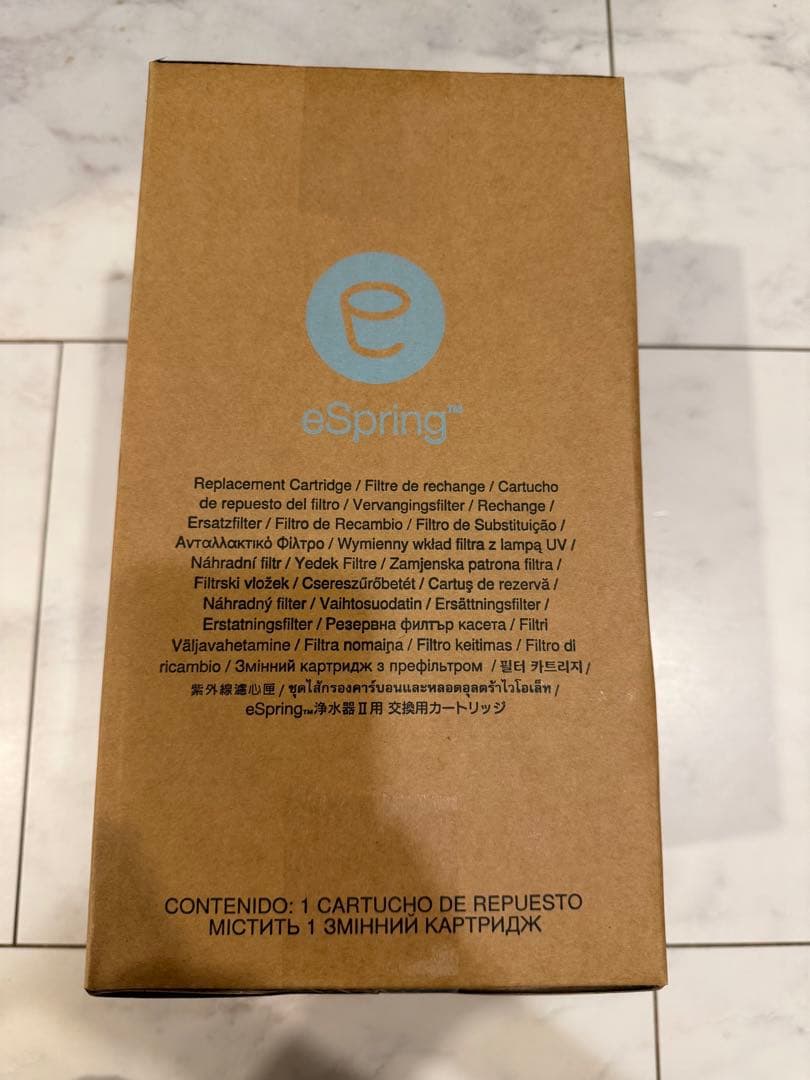 eSpring™
Replacement Cartridge / Filtre de rechange / Cartucho
de repuesto del filtro / Vervangingsfilter / Rechange /
Ersatzfilter / Filtro de Recambio / Filtro de Substituição /
Ανταλλακτικό Φίλτρο / Wymienny wkład filtra z lampą UV /
Náhradní filtr / Yedek Filtre / Zamjenska patrona filtra /
Filtrski vložek / Csereszűrőbetét / Cartuş de rezervă /
Náhradný filter / Vaihtosuodatin / Ersättningsfilter /
Erstatningsfilter / Резервна филтър касета / Filtri
Väljavahetamine / Filtra nomaiņa / Filtro keitimas / Filtro di
ricambio / Змінний картридж з префільтром / 필터 카트리지 /
紫外線濾心匣 / ชุดไส้กรองคาร์บอนและหลอดอุลตร้าไวโอเล็ท /
eSpring™浄水器Ⅱ用 交換用カートリッジ
CONTENIDO: 1 CARTUCHO DE REPUESTO
МІСТИТЬ 1 ЗМІННИЙ КАРТРИДЖ